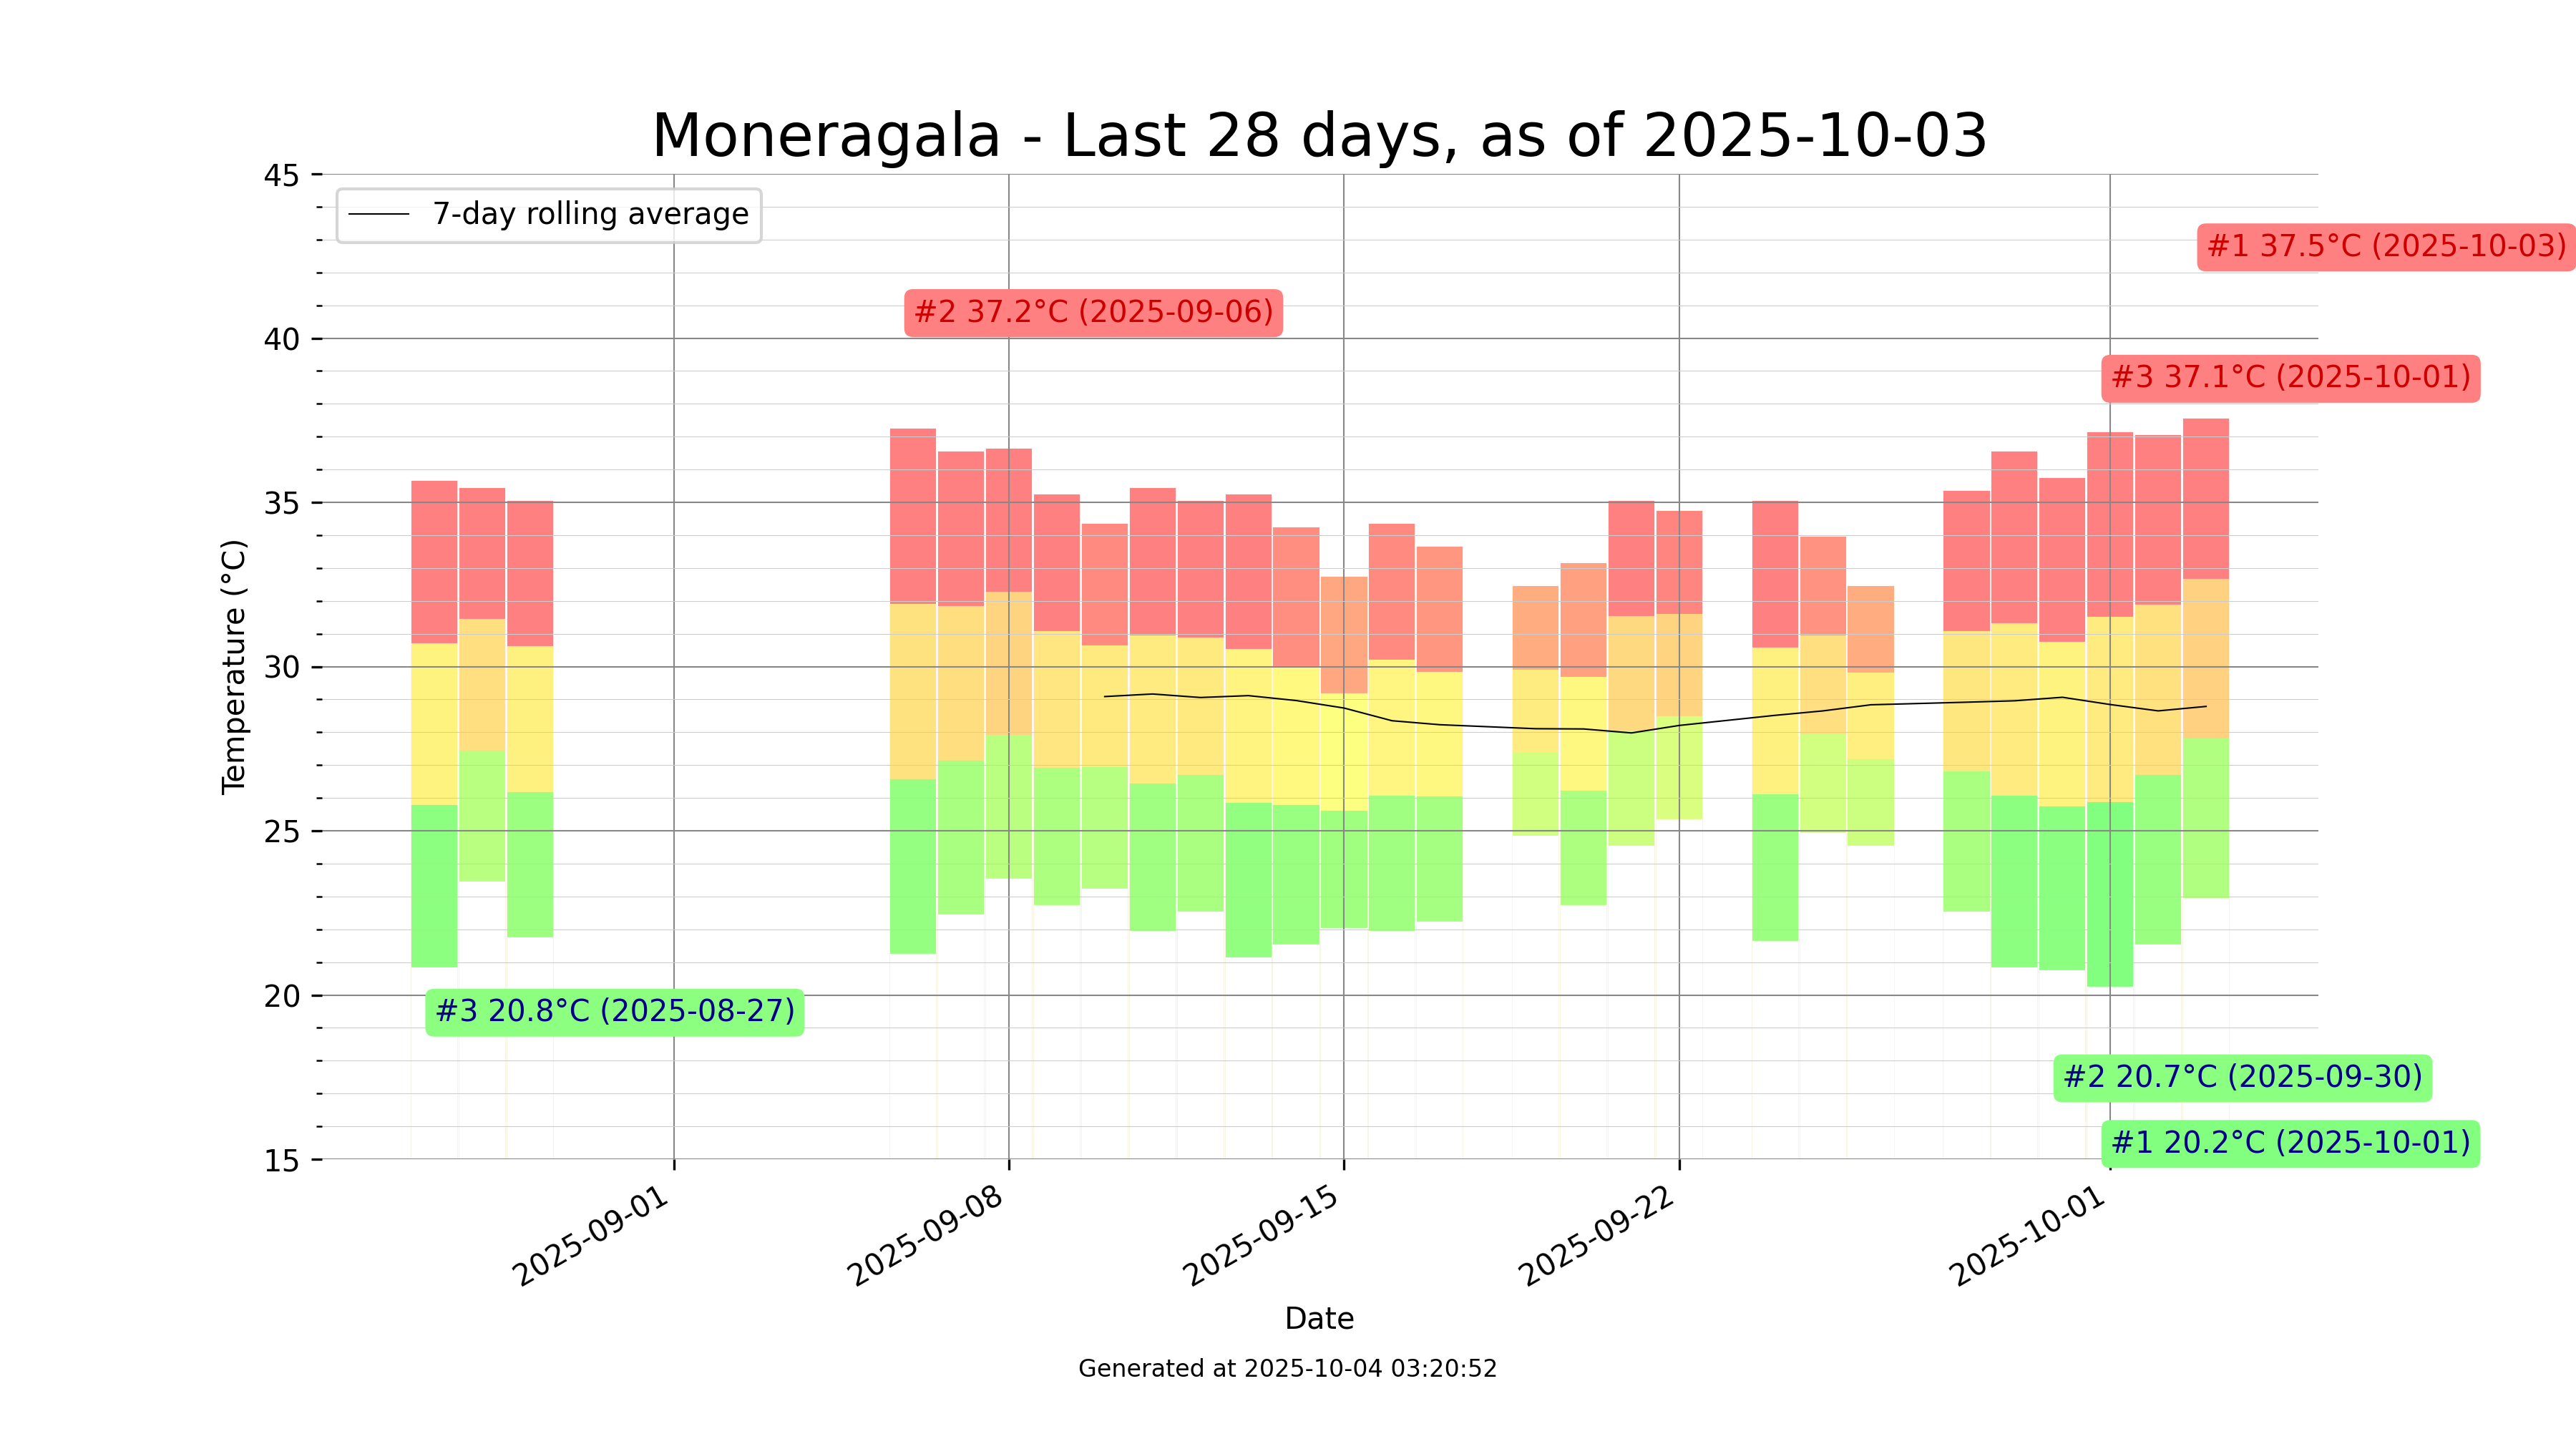 Moneragala - Last 28 days, as of 2025-10-03
45
7-day rolling average
#1 37.5°C (2025-10-03)
#2 37.2°C (2025-09-06)
40
#3 37.1°C (2025-10-01)
35
Temperature (°C)
30
25
20
#3 20.8°C (2025-08-27)
#2 20.7°C (2025-09-30)
#1 20.2°C (2025-10-01)
15
2025-09-01
2025-09-08
2025-09-15
2025-09-22
2025-10-01
Date
Generated at 2025-10-04 03:20:52